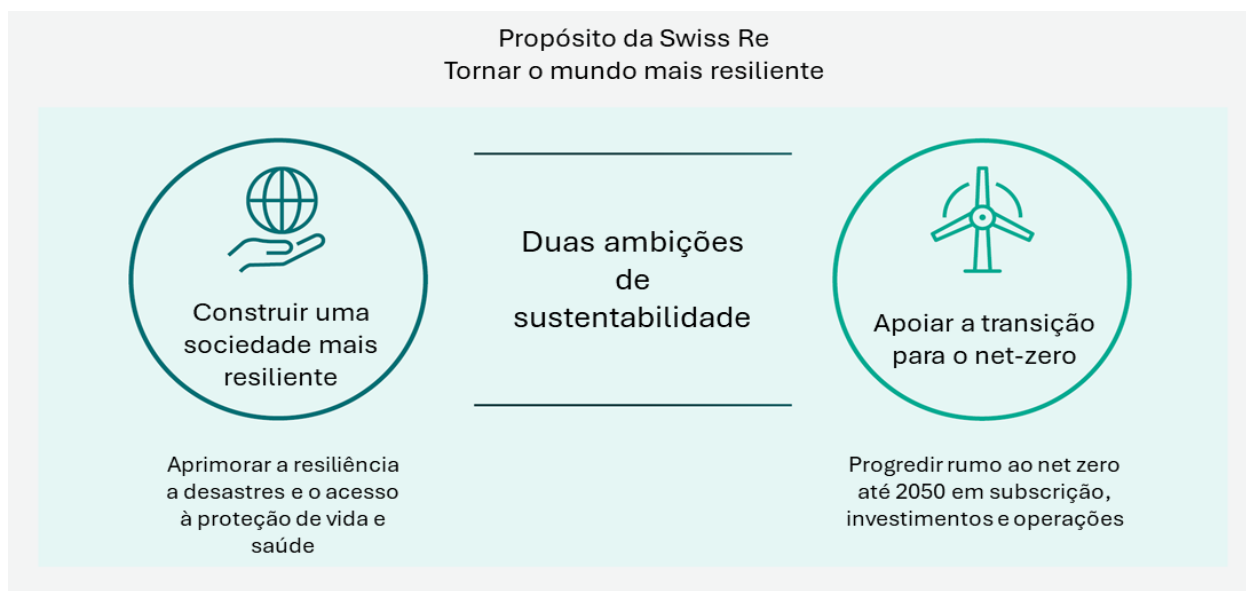 Propósito da Swiss Re
Tornar o mundo mais resiliente
Construir uma
sociedade mais
resiliente
Aprimorar a resiliência
a desastres e o acesso
à proteção de vida e
saúde
Duas ambições
de
sustentabilidade
Apoiar a transição
para o net-zero
Progredir rumo ao net zero
até 2050 em subscrição,
investimentos e operações